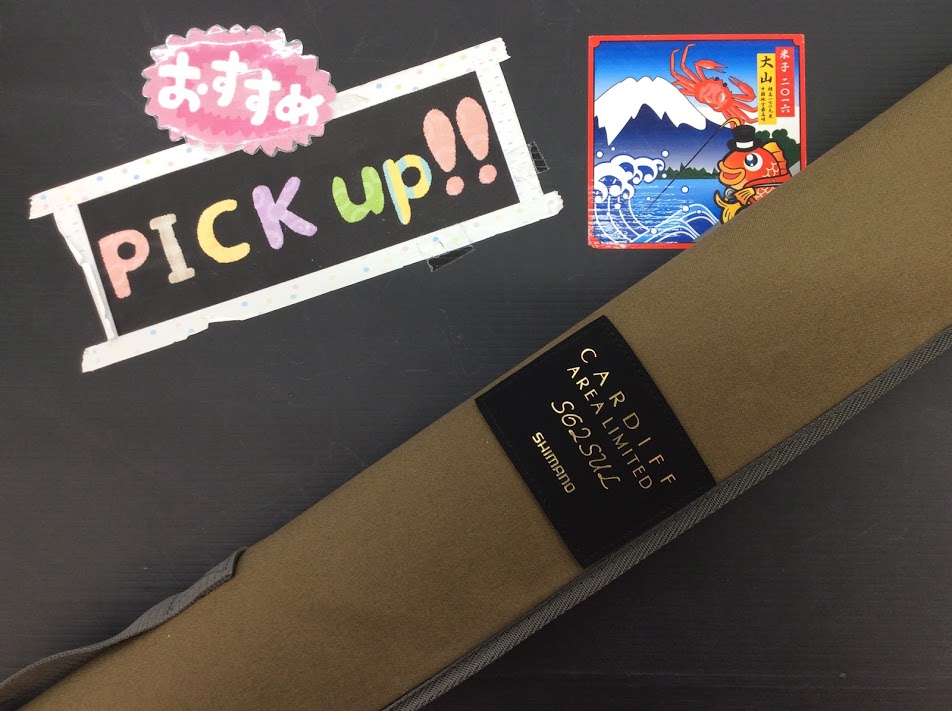 おすすめ
PICK up!!
米子 二〇一六
大山
CARDIFF
AREA LIMITED
S62SUL
SHIMANO